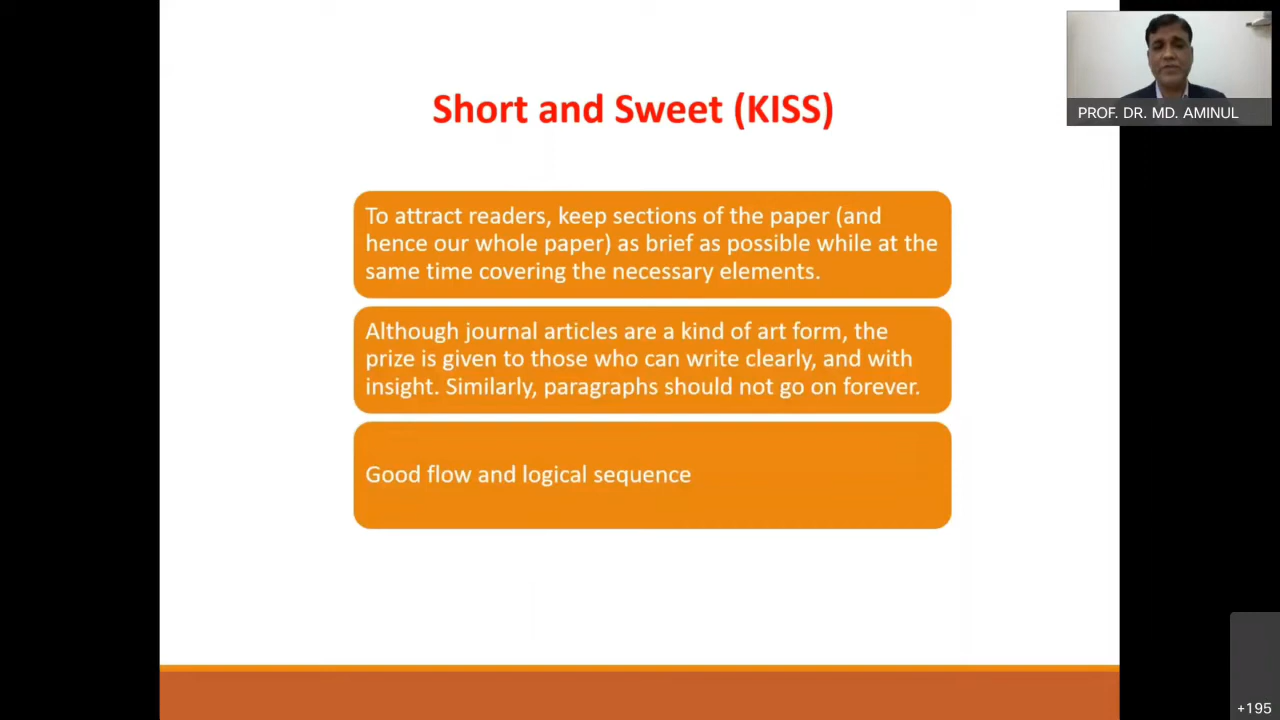 Short and Sweet (KISS)
PROF. DR. MD. AMINUL
To attract readers, keep sections of the paper (and
hence our whole paper) as brief as possible while at the
same time covering the necessary elements.
Although journal articles are a kind of art form, the
prize is given to those who can write clearly, and with
insight. Similarly, paragraphs should not go on forever.
Good flow and logical sequence
+195